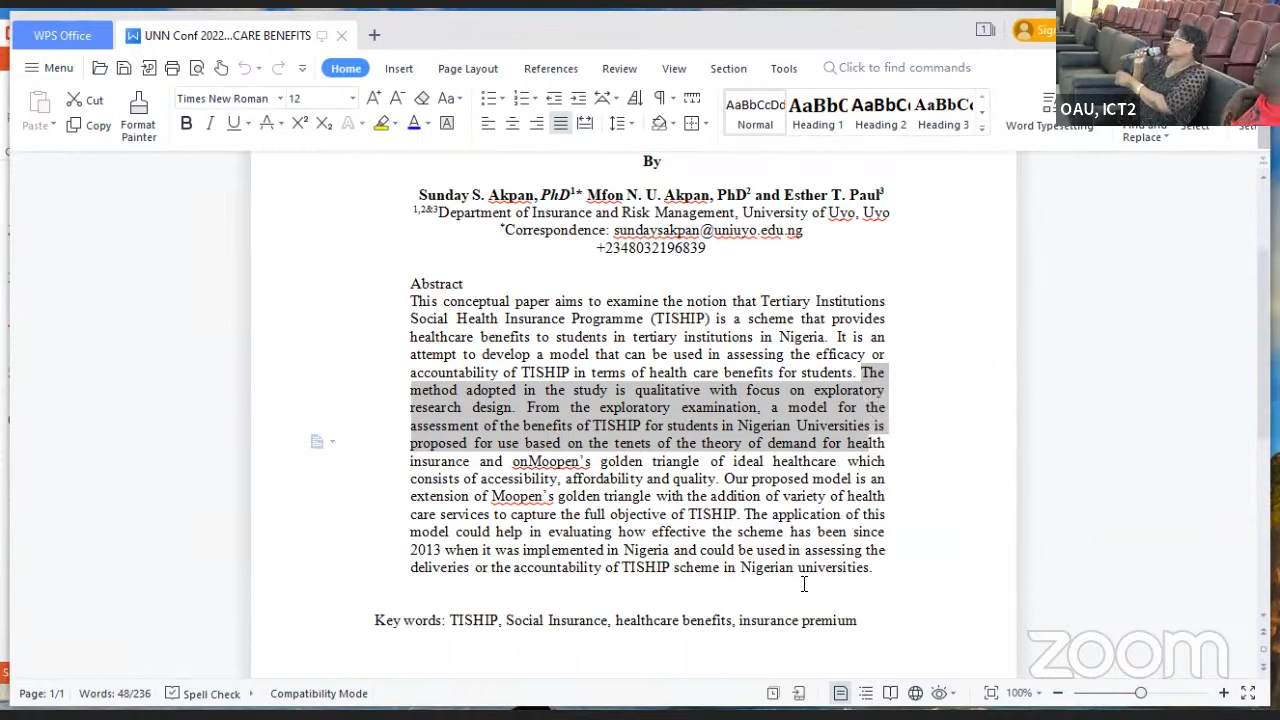 WPS Office
UNN Conf 2022...CARE BENEFITS
1
Sign
Menu
Home
Insert
Page Layout
References
Review
View
Section
Tools
Click to find commands
OAU, ICT2
Paste
Cut
Copy
Format
Painter
Times New Roman
12
AaBbCcDd
Normal
AaBbC
Heading 1
AaBbC
Heading 2
AaBbC
Heading 3
Word Typesetting
Find and
Replace
Select
By
Sunday S. Akpan, PhD1* Mfon N. U. Akpan, PhD2 and Esther T. Paul3
1,2&3Department of Insurance and Risk Management, University of Uyo, Uyo
*Correspondence: sundaysakpan@uniuyo.edu.ng
+2348032196839
Abstract
This conceptual paper aims to examine the notion that Tertiary Institutions
Social Health Insurance Programme (TISHIP) is a scheme that provides
healthcare benefits to students in tertiary institutions in Nigeria. It is an
attempt to develop a model that can be used in assessing the efficacy or
accountability of TISHIP in terms of health care benefits for students. The
method adopted in the study is qualitative with focus on exploratory
research design. From the exploratory examination, a model for the
assessment of the benefits of TISHIP for students in Nigerian Universities is
proposed for use based on the tenets of the theory of demand for health
insurance and onMoopen's golden triangle of ideal healthcare which
consists of accessibility, affordability and quality. Our proposed model is an
extension of Moopen's golden triangle with the addition of variety of health
care services to capture the full objective of TISHIP. The application of this
model could help in evaluating how effective the scheme has been since
2013 when it was implemented in Nigeria and could be used in assessing the
deliveries or the accountability of TISHIP scheme in Nigerian universities.
Key words: TISHIP, Social Insurance, healthcare benefits, insurance premium
zoom
Page: 1/1
Words: 48/236
Spell Check
Compatibility Mode
100%